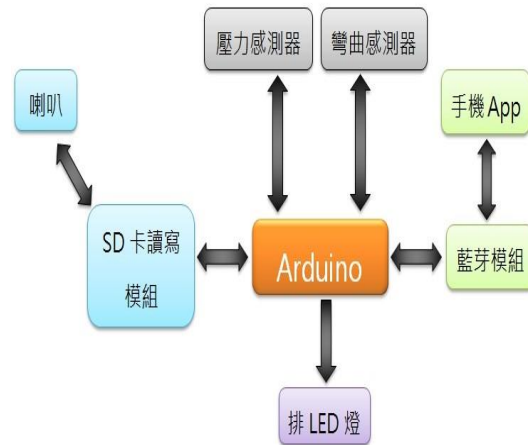 壓力感測器
彎曲感測器
喇叭
手機 App
SD 卡讀寫
模組
Arduino
藍芽模組
排 LED 燈